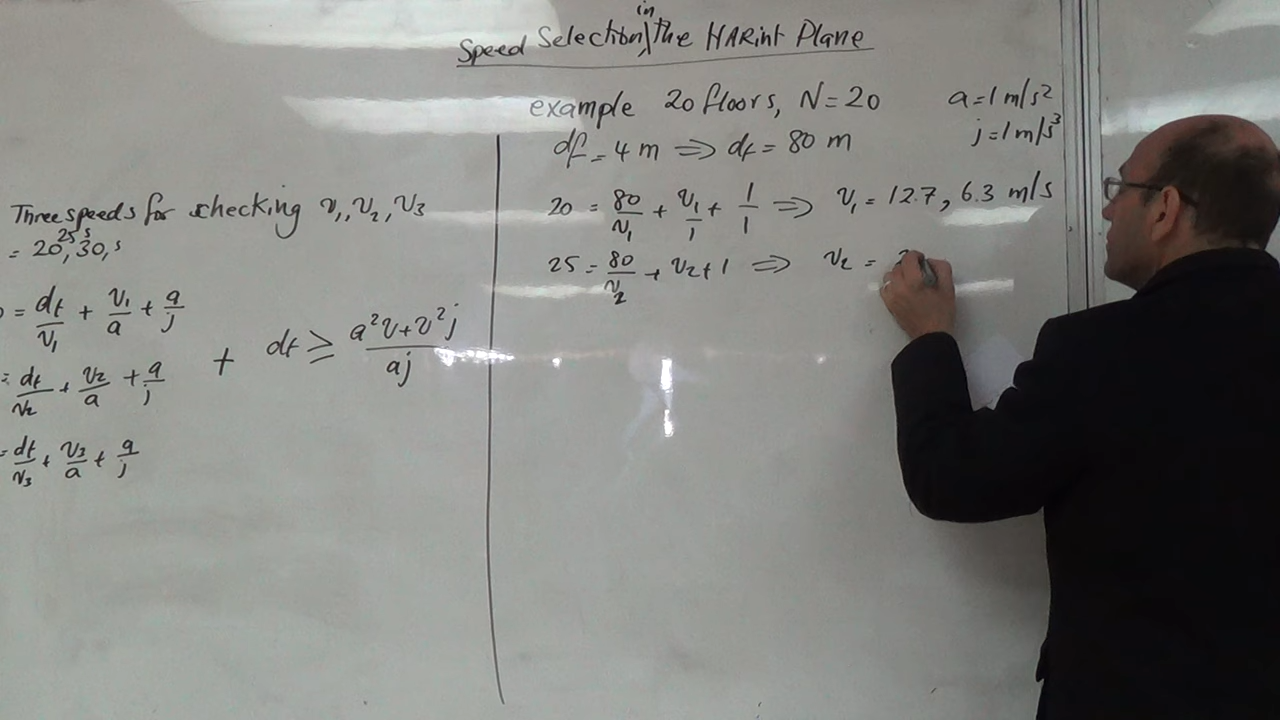 Speed Selection in the HARint Plane
Three speeds for checking v1, v2, v3
25 s
= 20, 30, s
= dt/v1 + v1/a + a/j
= dt/v2 + v2/a + a/j
= dt/v3 + v3/a + a/j
+ dt ≥ (a²v + v²j)/(aj)
example 20 floors, N = 20
a = 1 m/s²
j = 1 m/s³
df = 4 m ⇒ dt = 80 m
20 = 80/v1 + v1/1 + 1/1 ⇒ v1 = 12.7, 6.3 m/s
25 = 80/v2 + v2 + 1 ⇒ v2 =